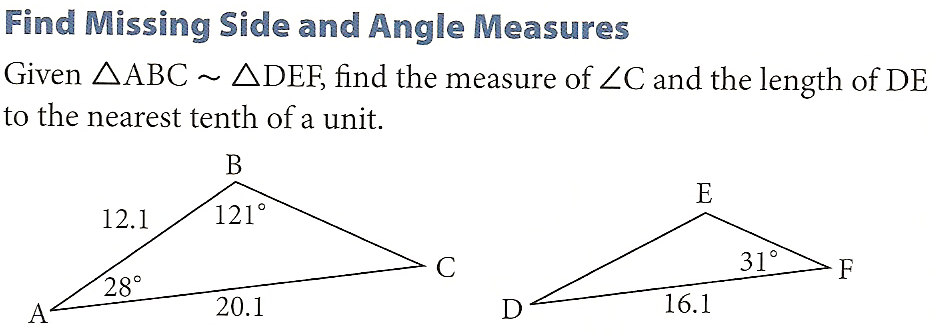 Find Missing Side and Angle Measures
Given △ABC ~ △DEF, find the measure of ∠C and the length of DE
to the nearest tenth of a unit.
B
12.1
121°
28°
A
20.1
C
E
31°
F
D
16.1